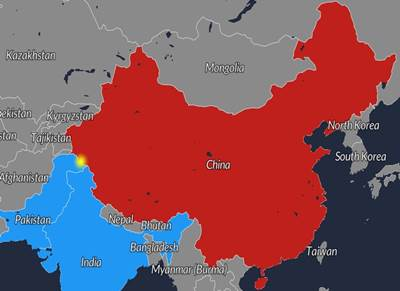 Kazakhstan
Mongolia
Kyrgyzstan
Tajikistan
North Korea
South Korea
China
Afghanistan
Pakistan
Nepal
Bhutan
Bangladesh
India
Taiwan
Myanmar (Burma)